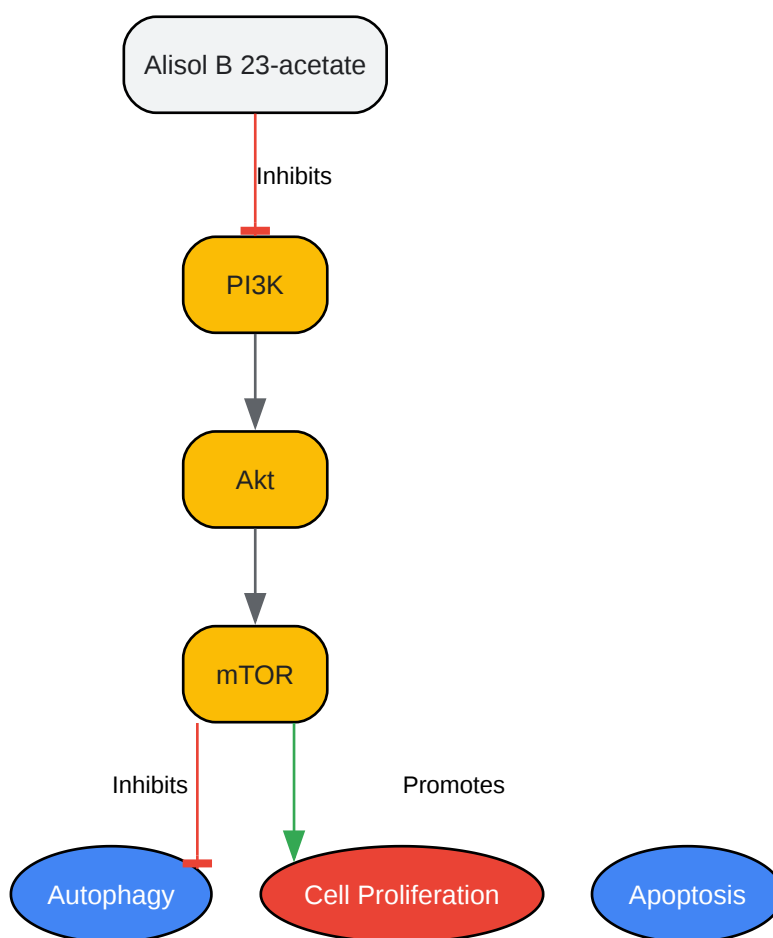 Alisol B 23-acetate
Inhibits
PI3K
Akt
mTOR
Inhibits
Promotes
Autophagy
Cell Proliferation
Apoptosis